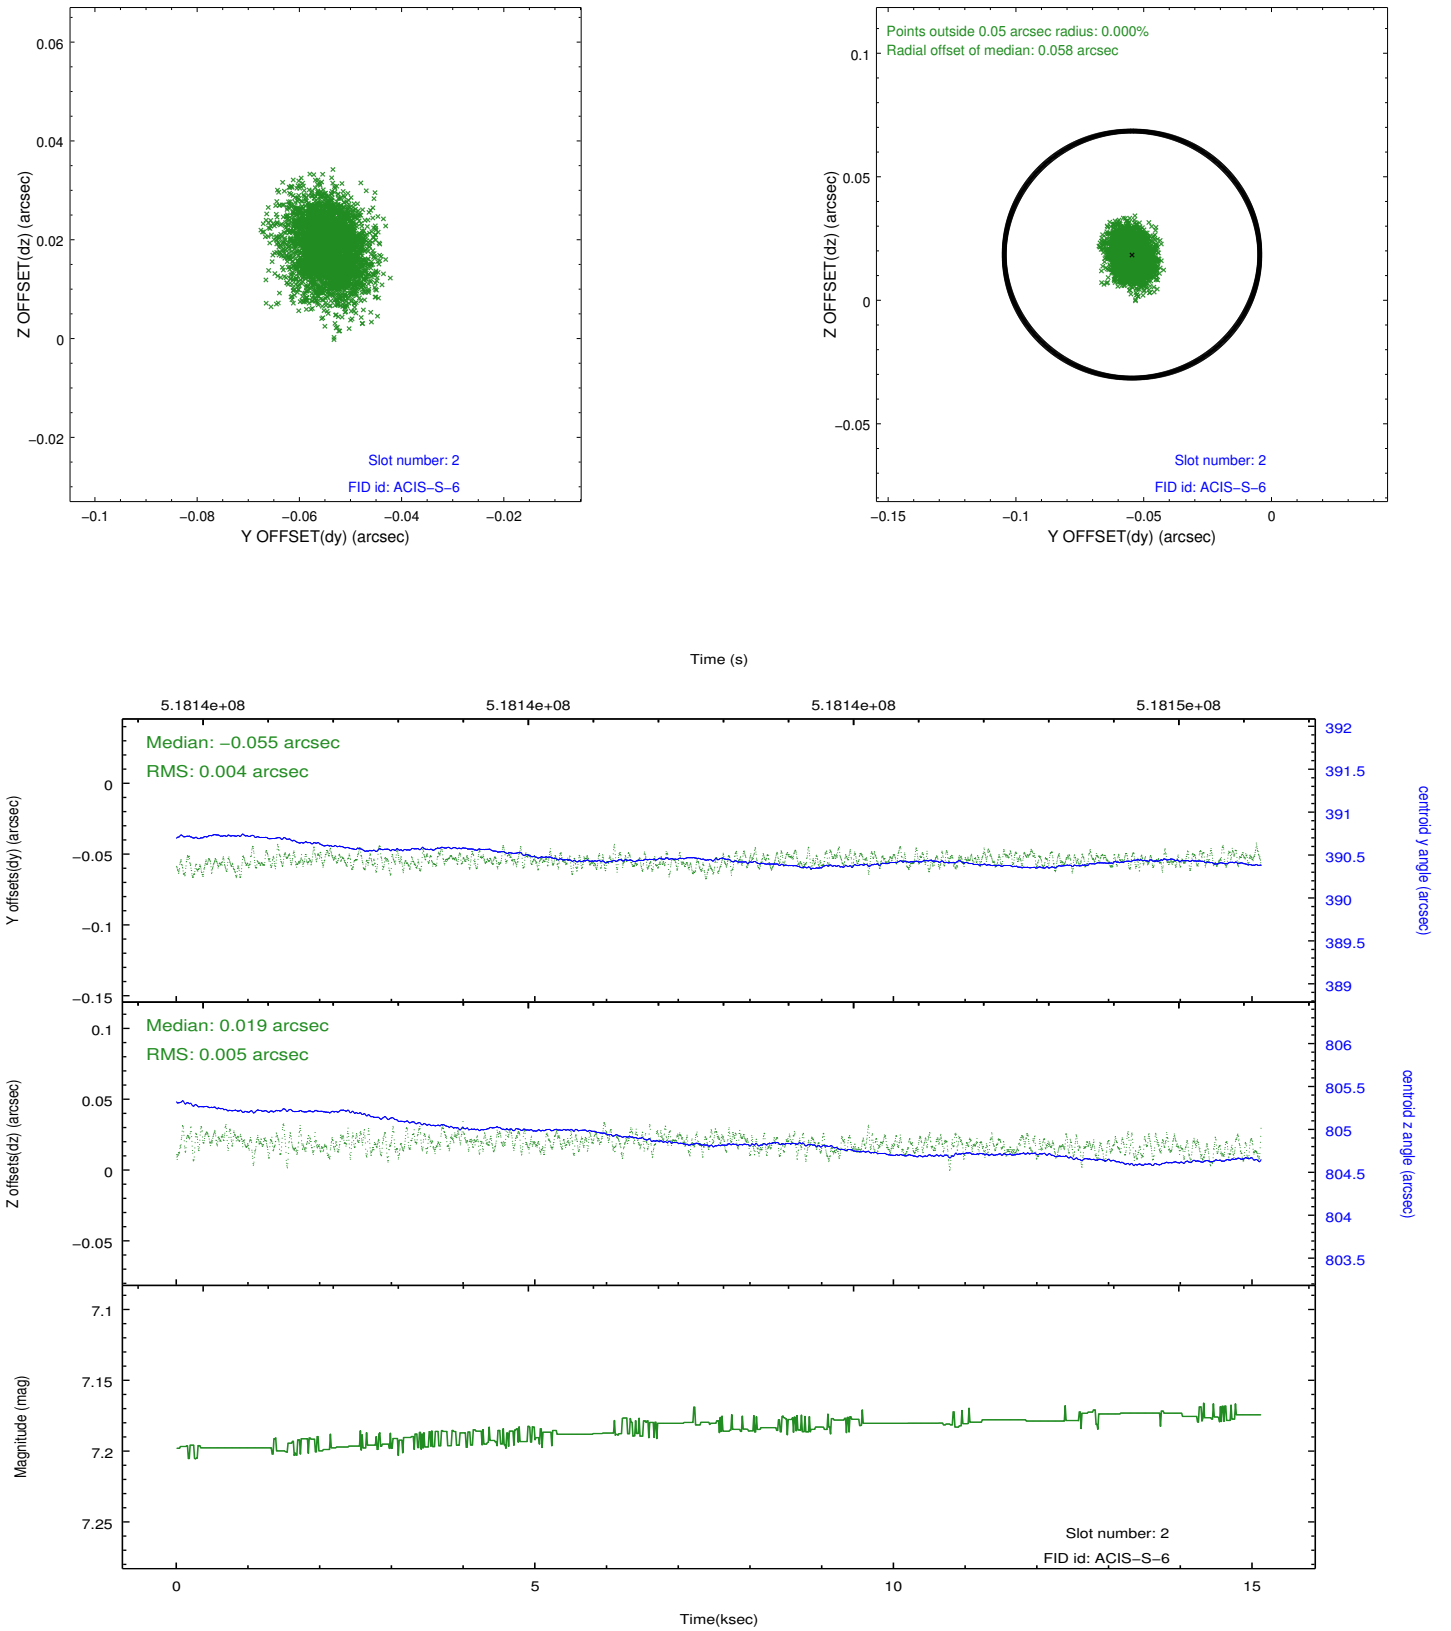 0.06
0.04
0.02
0
−0.02
Z OFFSET(dz) (arcsec)
Slot number: 2
FID id: ACIS−S−6
−0.1
−0.08
−0.06
−0.04
−0.02
Y OFFSET(dy) (arcsec)
Points outside 0.05 arcsec radius: 0.000%
Radial offset of median: 0.058 arcsec
0.1
0.05
0
−0.05
Z OFFSET(dz) (arcsec)
Slot number: 2
FID id: ACIS−S−6
−0.15
−0.1
−0.05
0
Y OFFSET(dy) (arcsec)
Time (s)
5.1814e+08
5.1814e+08
5.1814e+08
5.1815e+08
Median: −0.055 arcsec
RMS: 0.004 arcsec
0
−0.05
−0.1
−0.15
Y offsets(dy) (arcsec)
392
391.5
391
390.5
390
389.5
389
centroid y angle (arcsec)
Median: 0.019 arcsec
RMS: 0.005 arcsec
0.1
0.05
0
−0.05
Z offsets(dz) (arcsec)
806
805.5
805
804.5
804
803.5
centroid z angle (arcsec)
7.1
7.15
7.2
7.25
Magnitude (mag)
Slot number: 2
FID id: ACIS−S−6
0
5
10
15
Time(ksec)